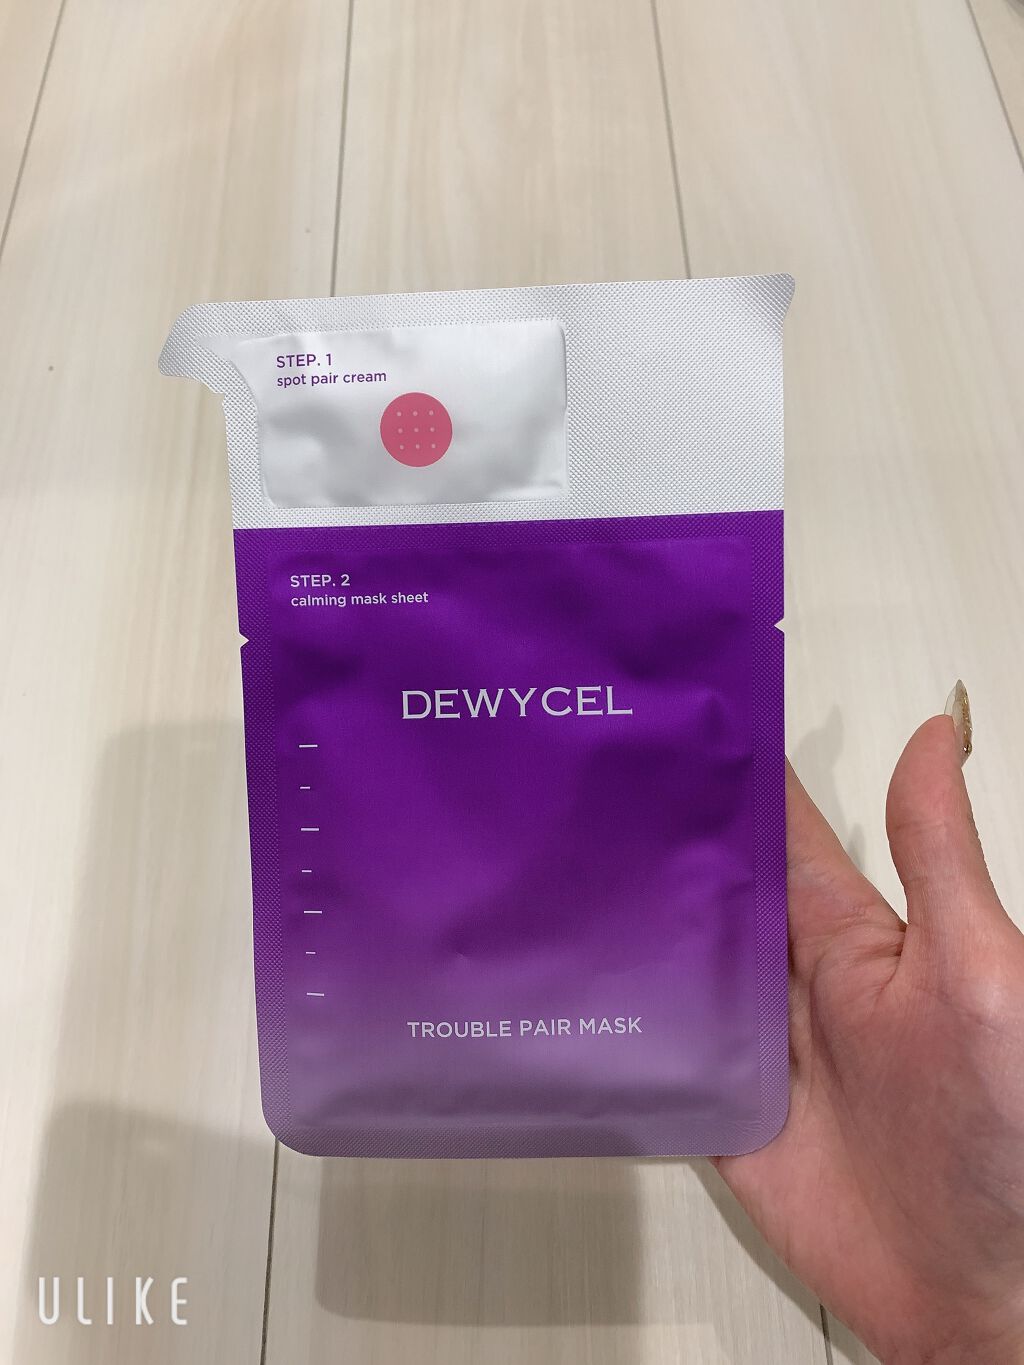 STEP. 1
spot pair cream
STEP. 2
calming mask sheet
DEWYCEL
TROUBLE PAIR MASK
ULIKE